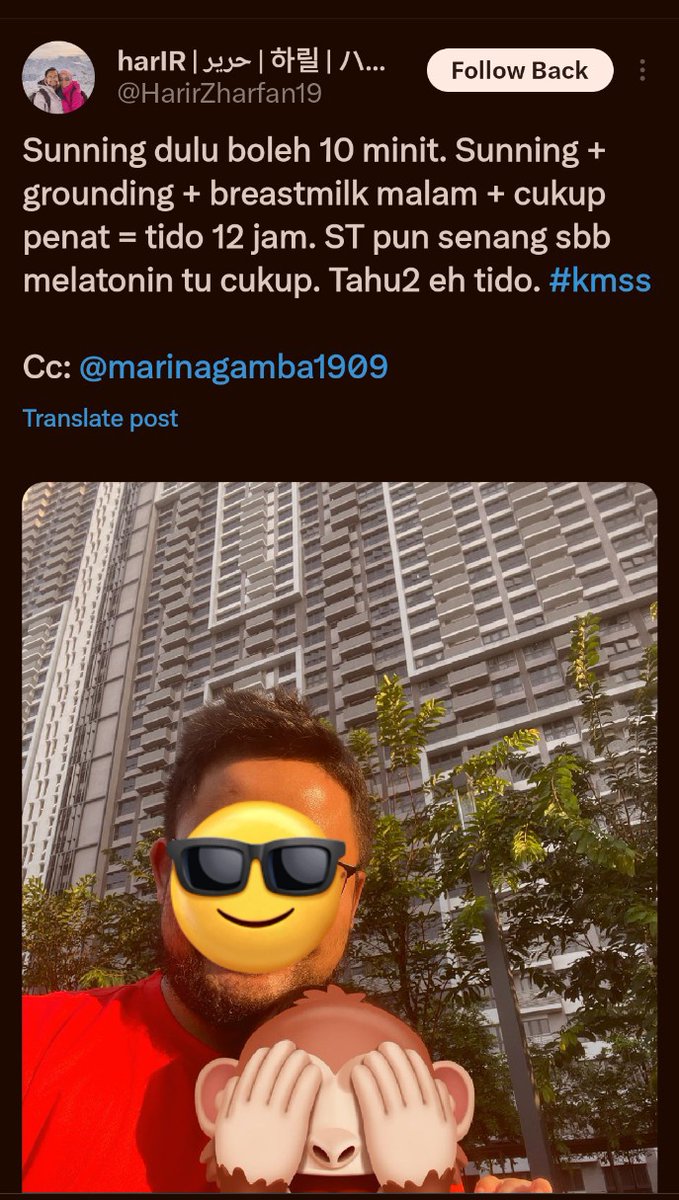 harIR | حرير | 하릴 | ハ...
@HarirZharfan19
Follow Back
Sunning dulu boleh 10 minit. Sunning +
grounding + breastmilk malam + cukup
penat = tido 12 jam. ST pun senang sbb
melatonin tu cukup. Tahu2 eh tido. #kmss
Cc: @marinagamba1909
Translate post